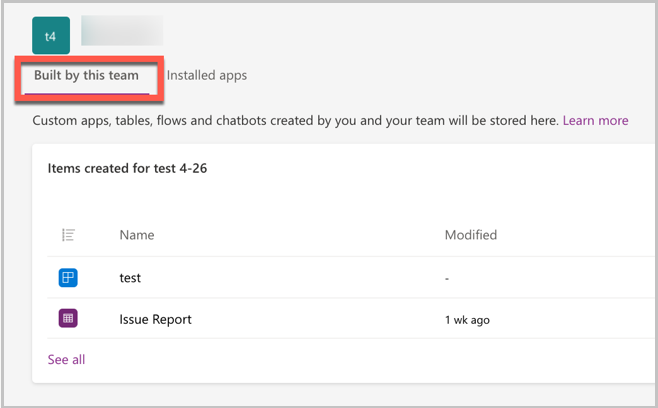 t4
Built by this team Installed apps
Custom apps, tables, flows and chatbots created by you and your team will be stored here. Learn more
Items created for test 4-26
Name Modified
test -
Issue Report 1 wk ago
See all